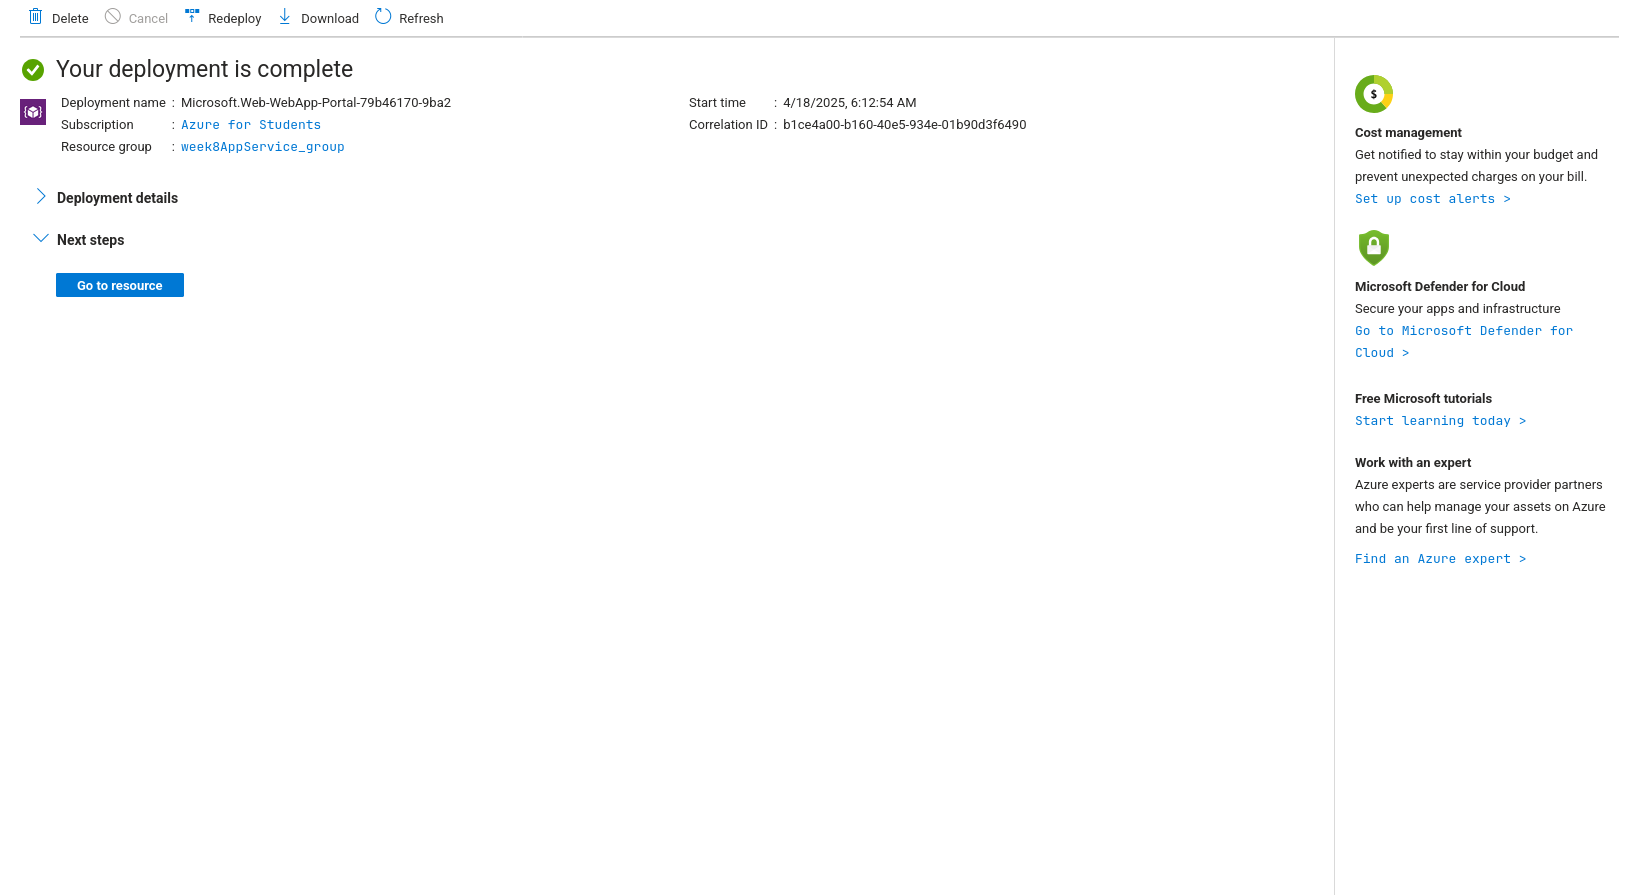 Delete Cancel Redeploy Download Refresh
Your deployment is complete
Deployment name : Microsoft.Web-WebApp-Portal-79b46170-9ba2
Subscription : Azure for Students
Resource group : week8AppService_group
Start time : 4/18/2025, 6:12:54 AM
Correlation ID : b1ce4a00-b160-40e5-934e-01b90d3f6490
Deployment details
Next steps
Go to resource
$
Cost management
Get notified to stay within your budget and
prevent unexpected charges on your bill.
Set up cost alerts >
Microsoft Defender for Cloud
Secure your apps and infrastructure
Go to Microsoft Defender for
Cloud >
Free Microsoft tutorials
Start learning today >
Work with an expert
Azure experts are service provider partners
who can help manage your assets on Azure
and be your first line of support.
Find an Azure expert >